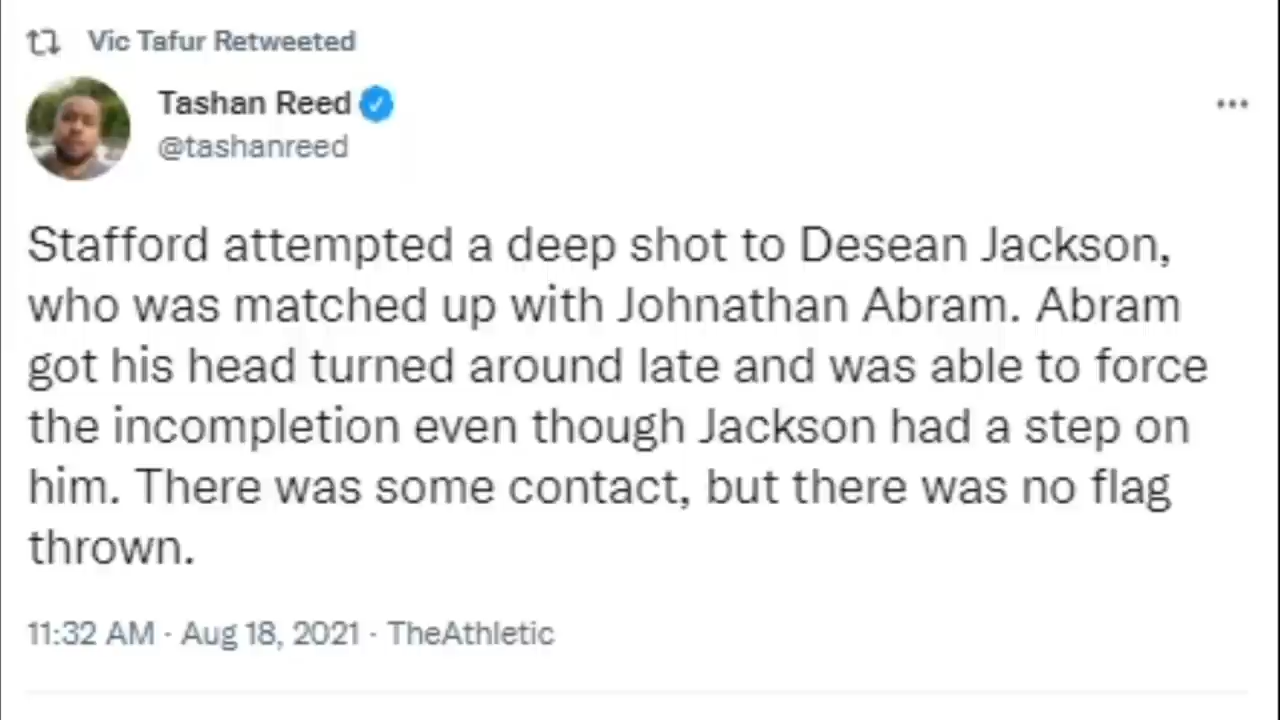 Vic Tafur Retweeted
Tashan Reed
@tashanreed
Stafford attempted a deep shot to Desean Jackson,
who was matched up with Johnathan Abram. Abram
got his head turned around late and was able to force
the incompletion even though Jackson had a step on
him. There was some contact, but there was no flag
thrown.
11:32 AM · Aug 18, 2021 · TheAthletic